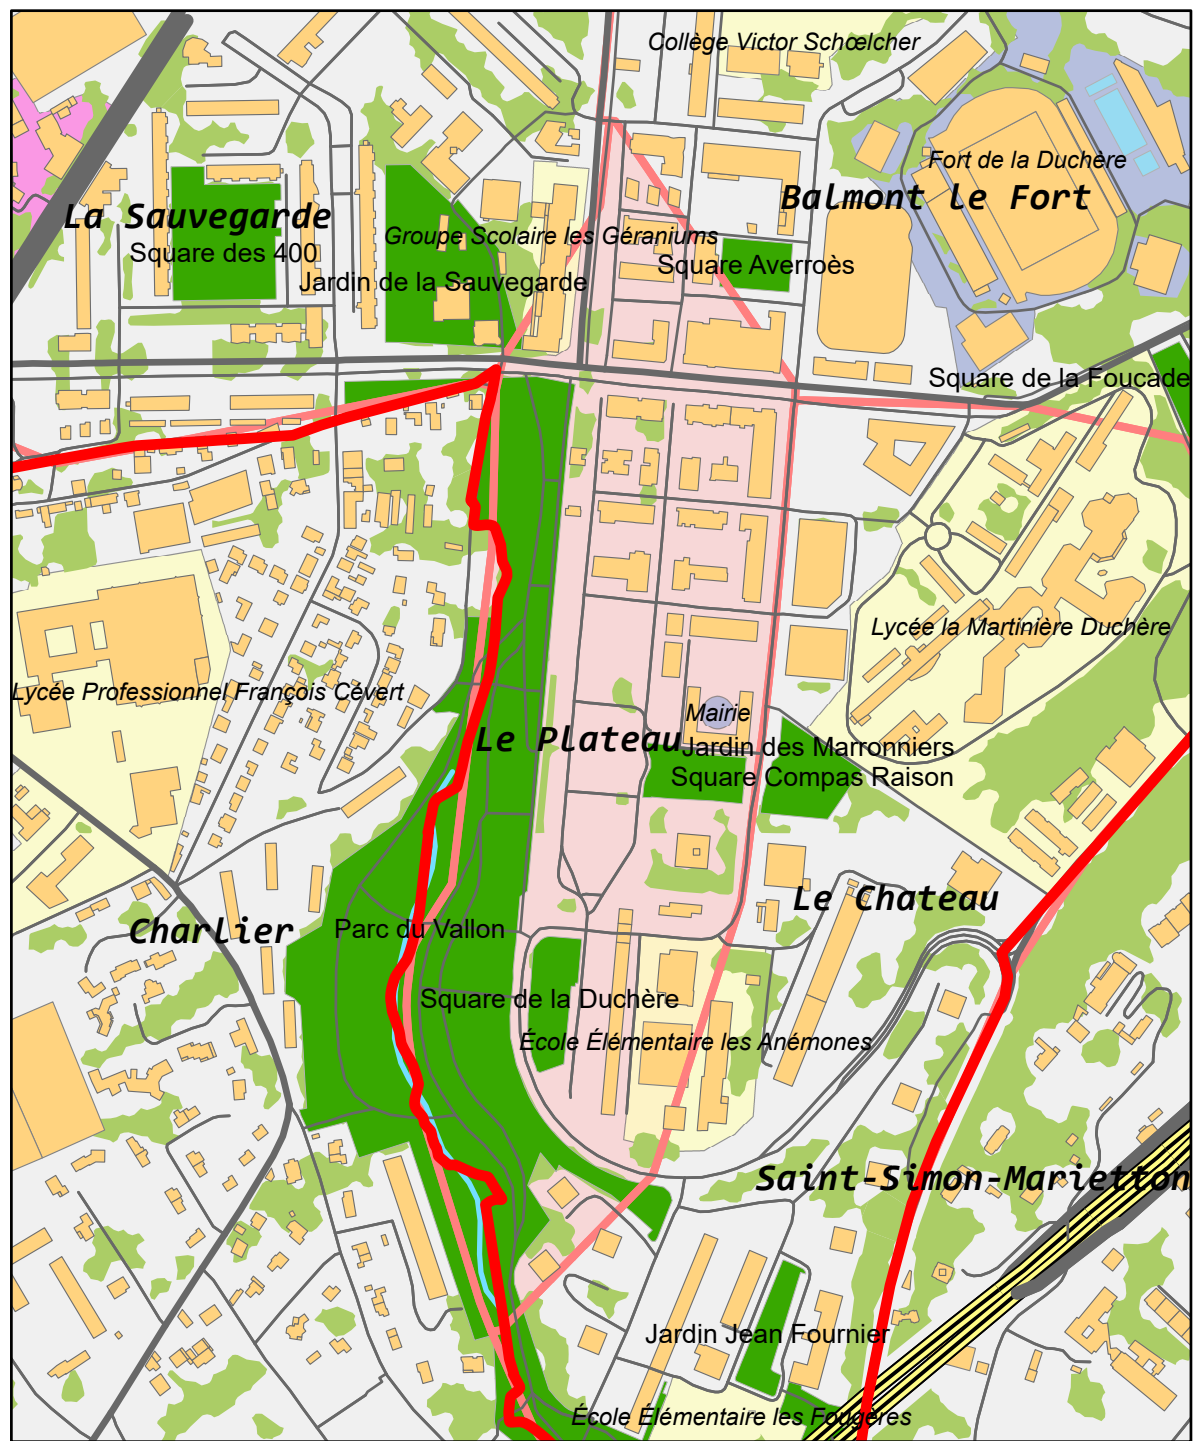 Collège Victor Schœlcher
Fort de la Duchère
Balmont le Fort
La Sauvegarde
Groupe Scolaire les Géraniums
Square des 400
Square Averroès
Jardin de la Sauvegarde
Square de la Foucade
Lycée la Martinière Duchère
Lycée Professionnel François Cévert
Mairie
Le Plateau
Jardin des Marronniers
Square Compas Raison
Le Chateau
Charlier
Parc du Vallon
Square de la Duchère
École Élémentaire les Anémones
Saint-Simon-Marietton
Jardin Jean Fournier
École Élémentaire les Fougères